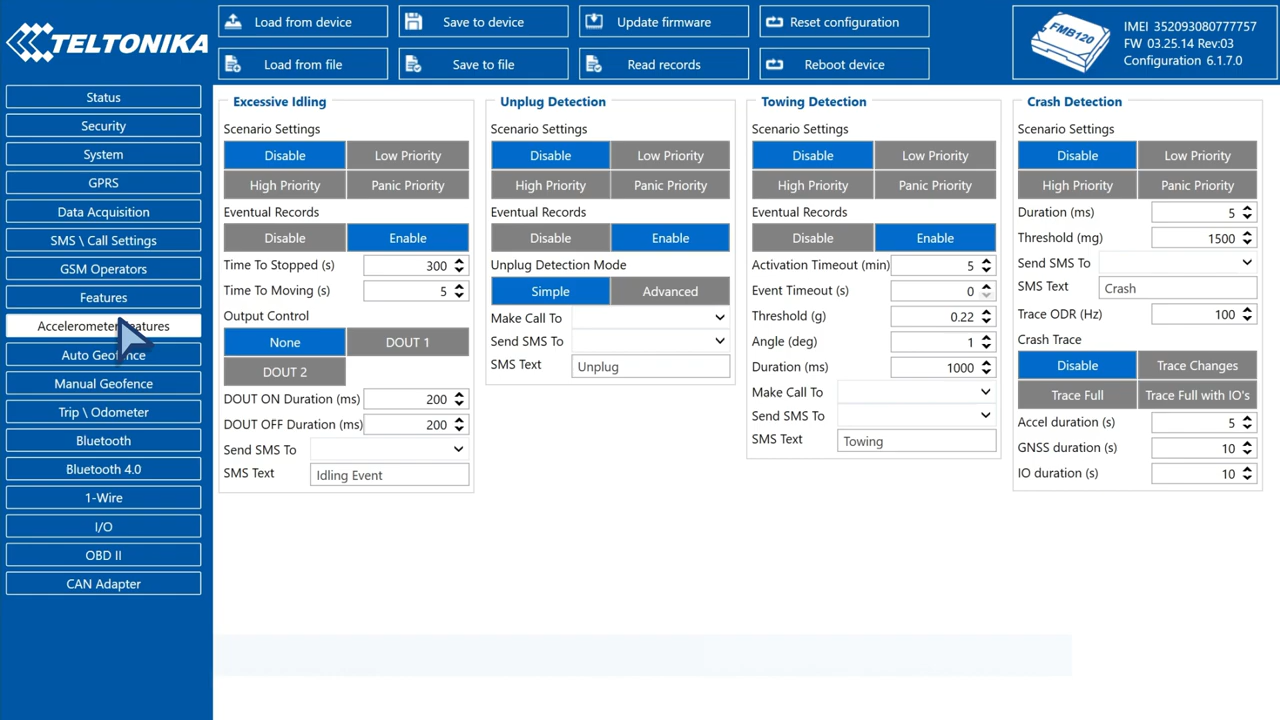 TELTONIKA
Load from device
Save to device
Update firmware
Reset configuration
Load from file
Save to file
Read records
Reboot device
FMB120
IMEI 352093080777757
FW 03.25.14 Rev:03
Configuration 6.1.7.0
Status
Security
System
GPRS
Data Acquisition
SMS \ Call Settings
GSM Operators
Features
Accelerometer Features
Auto Geofence
Manual Geofence
Trip \ Odometer
Bluetooth
Bluetooth 4.0
1-Wire
I/O
OBD II
CAN Adapter
Excessive Idling
Scenario Settings
Disable Low Priority
High Priority Panic Priority
Eventual Records
Disable Enable
Time To Stopped (s) 300
Time To Moving (s) 5
Output Control
None DOUT 1
DOUT 2
DOUT ON Duration (ms) 200
DOUT OFF Duration (ms) 200
Send SMS To
SMS Text Idling Event
Unplug Detection
Scenario Settings
Disable Low Priority
High Priority Panic Priority
Eventual Records
Disable Enable
Unplug Detection Mode
Simple Advanced
Make Call To
Send SMS To
SMS Text Unplug
Towing Detection
Scenario Settings
Disable Low Priority
High Priority Panic Priority
Eventual Records
Disable Enable
Activation Timeout (min) 5
Event Timeout (s) 0
Threshold (g) 0.22
Angle (deg) 1
Duration (ms) 1000
Make Call To
Send SMS To
SMS Text Towing
Crash Detection
Scenario Settings
Disable Low Priority
High Priority Panic Priority
Duration (ms) 5
Threshold (mg) 1500
Send SMS To
SMS Text Crash
Trace ODR (Hz) 100
Crash Trace
Disable Trace Changes
Trace Full Trace Full with IO's
Accel duration (s) 5
GNSS duration (s) 10
IO duration (s) 10